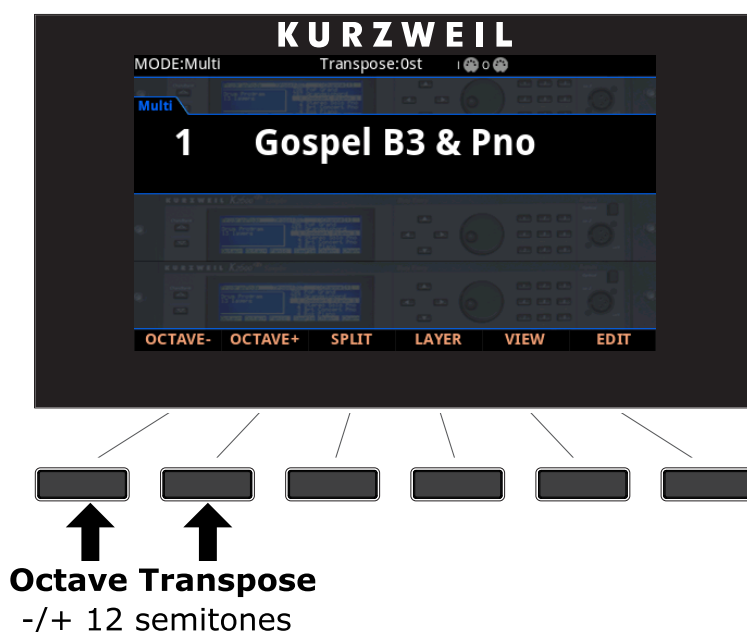 KURZWEIL
MODE:Multi Transpose:0st I O
Multi
1 Gospel B3 & Pno
OCTAVE- OCTAVE+ SPLIT LAYER VIEW EDIT
Octave Transpose
-/+ 12 semitones